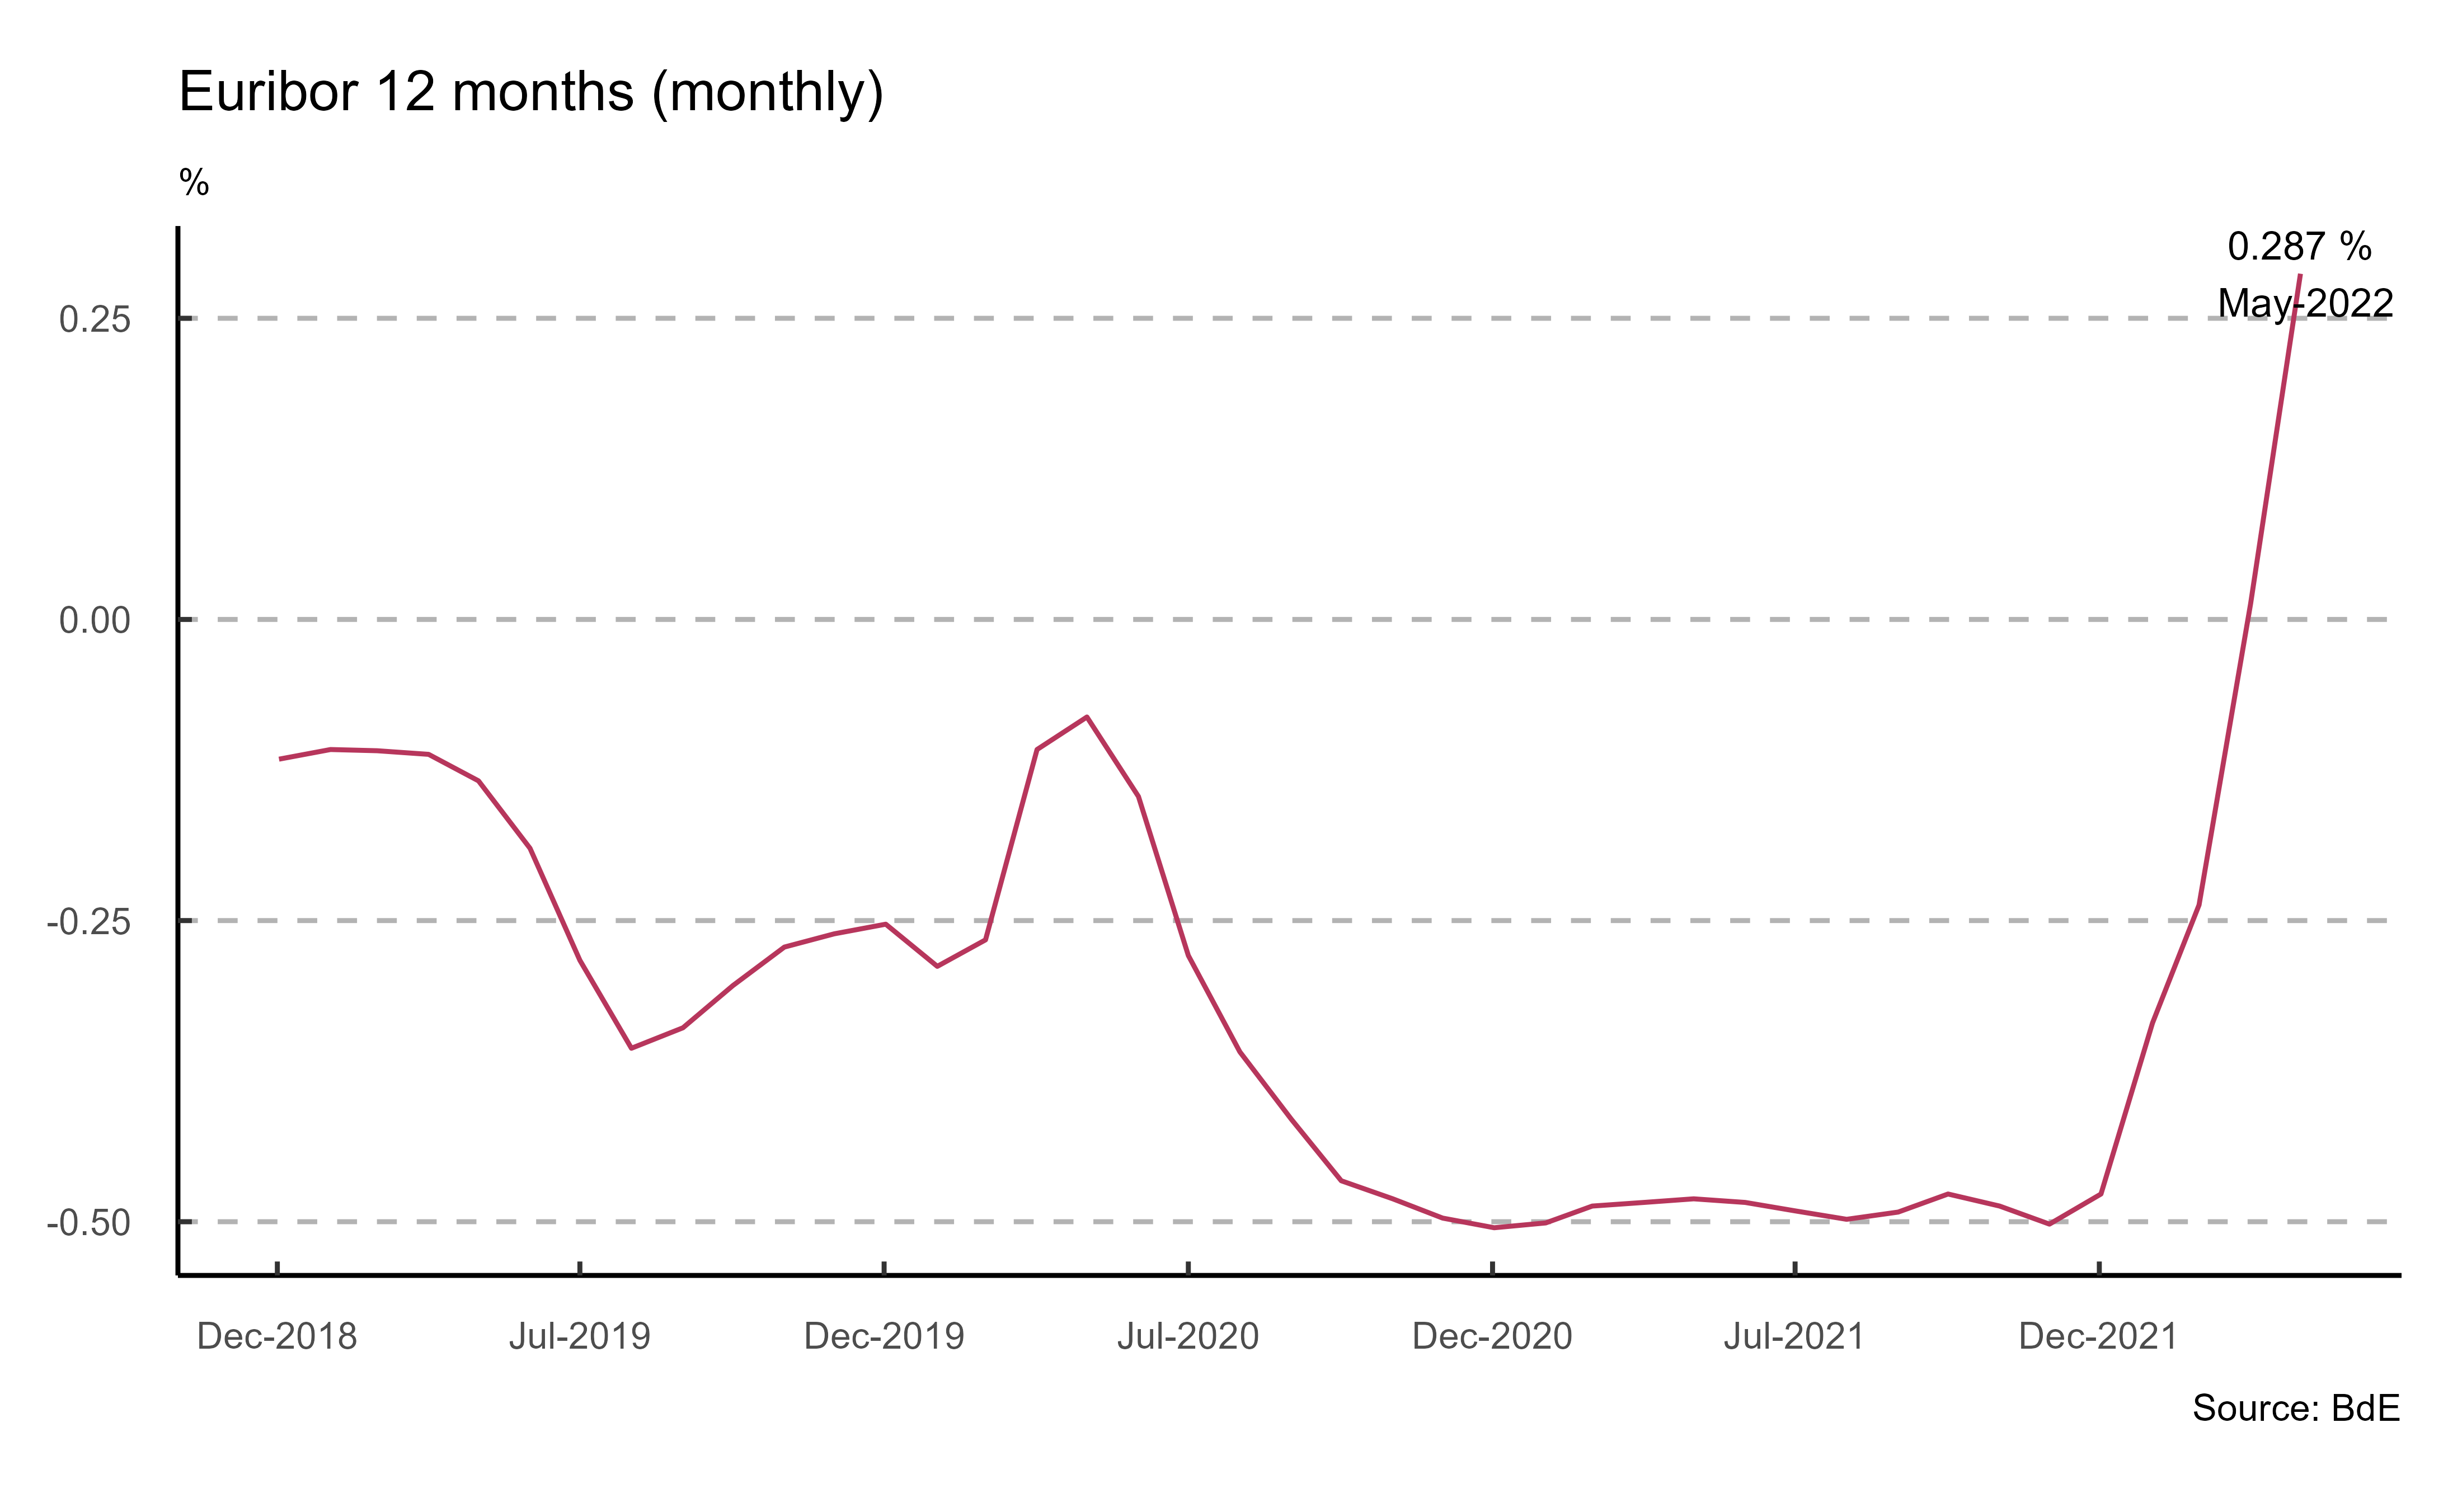 Euribor 12 months (monthly)
%
0.287 %
May-2022
0.25
0.00
-0.25
-0.50
Dec-2018 Jul-2019 Dec-2019 Jul-2020 Dec-2020 Jul-2021 Dec-2021
Source: BdE